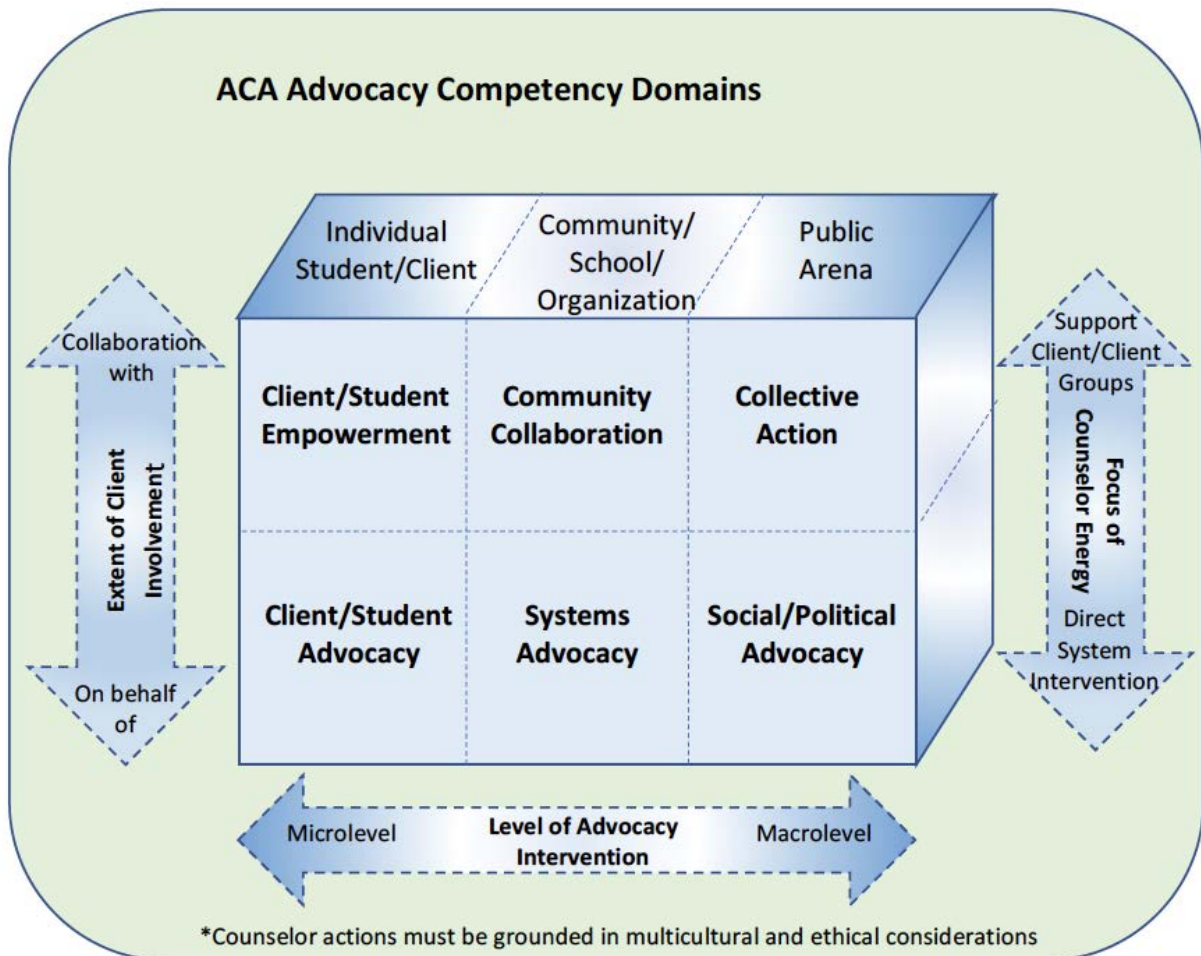 ACA Advocacy Competency Domains
Individual
Student/Client
Community/
School/
Organization
Public
Arena
Collaboration
with
Extent of Client
Involvement
On behalf
of
Client/Student
Empowerment
Community
Collaboration
Collective
Action
Client/Student
Advocacy
Systems
Advocacy
Social/Political
Advocacy
Support
Client/Client
Groups
Focus of
Counselor Energy
Direct
System
Intervention
Microlevel
Level of Advocacy
Intervention
Macrolevel
*Counselor actions must be grounded in multicultural and ethical considerations